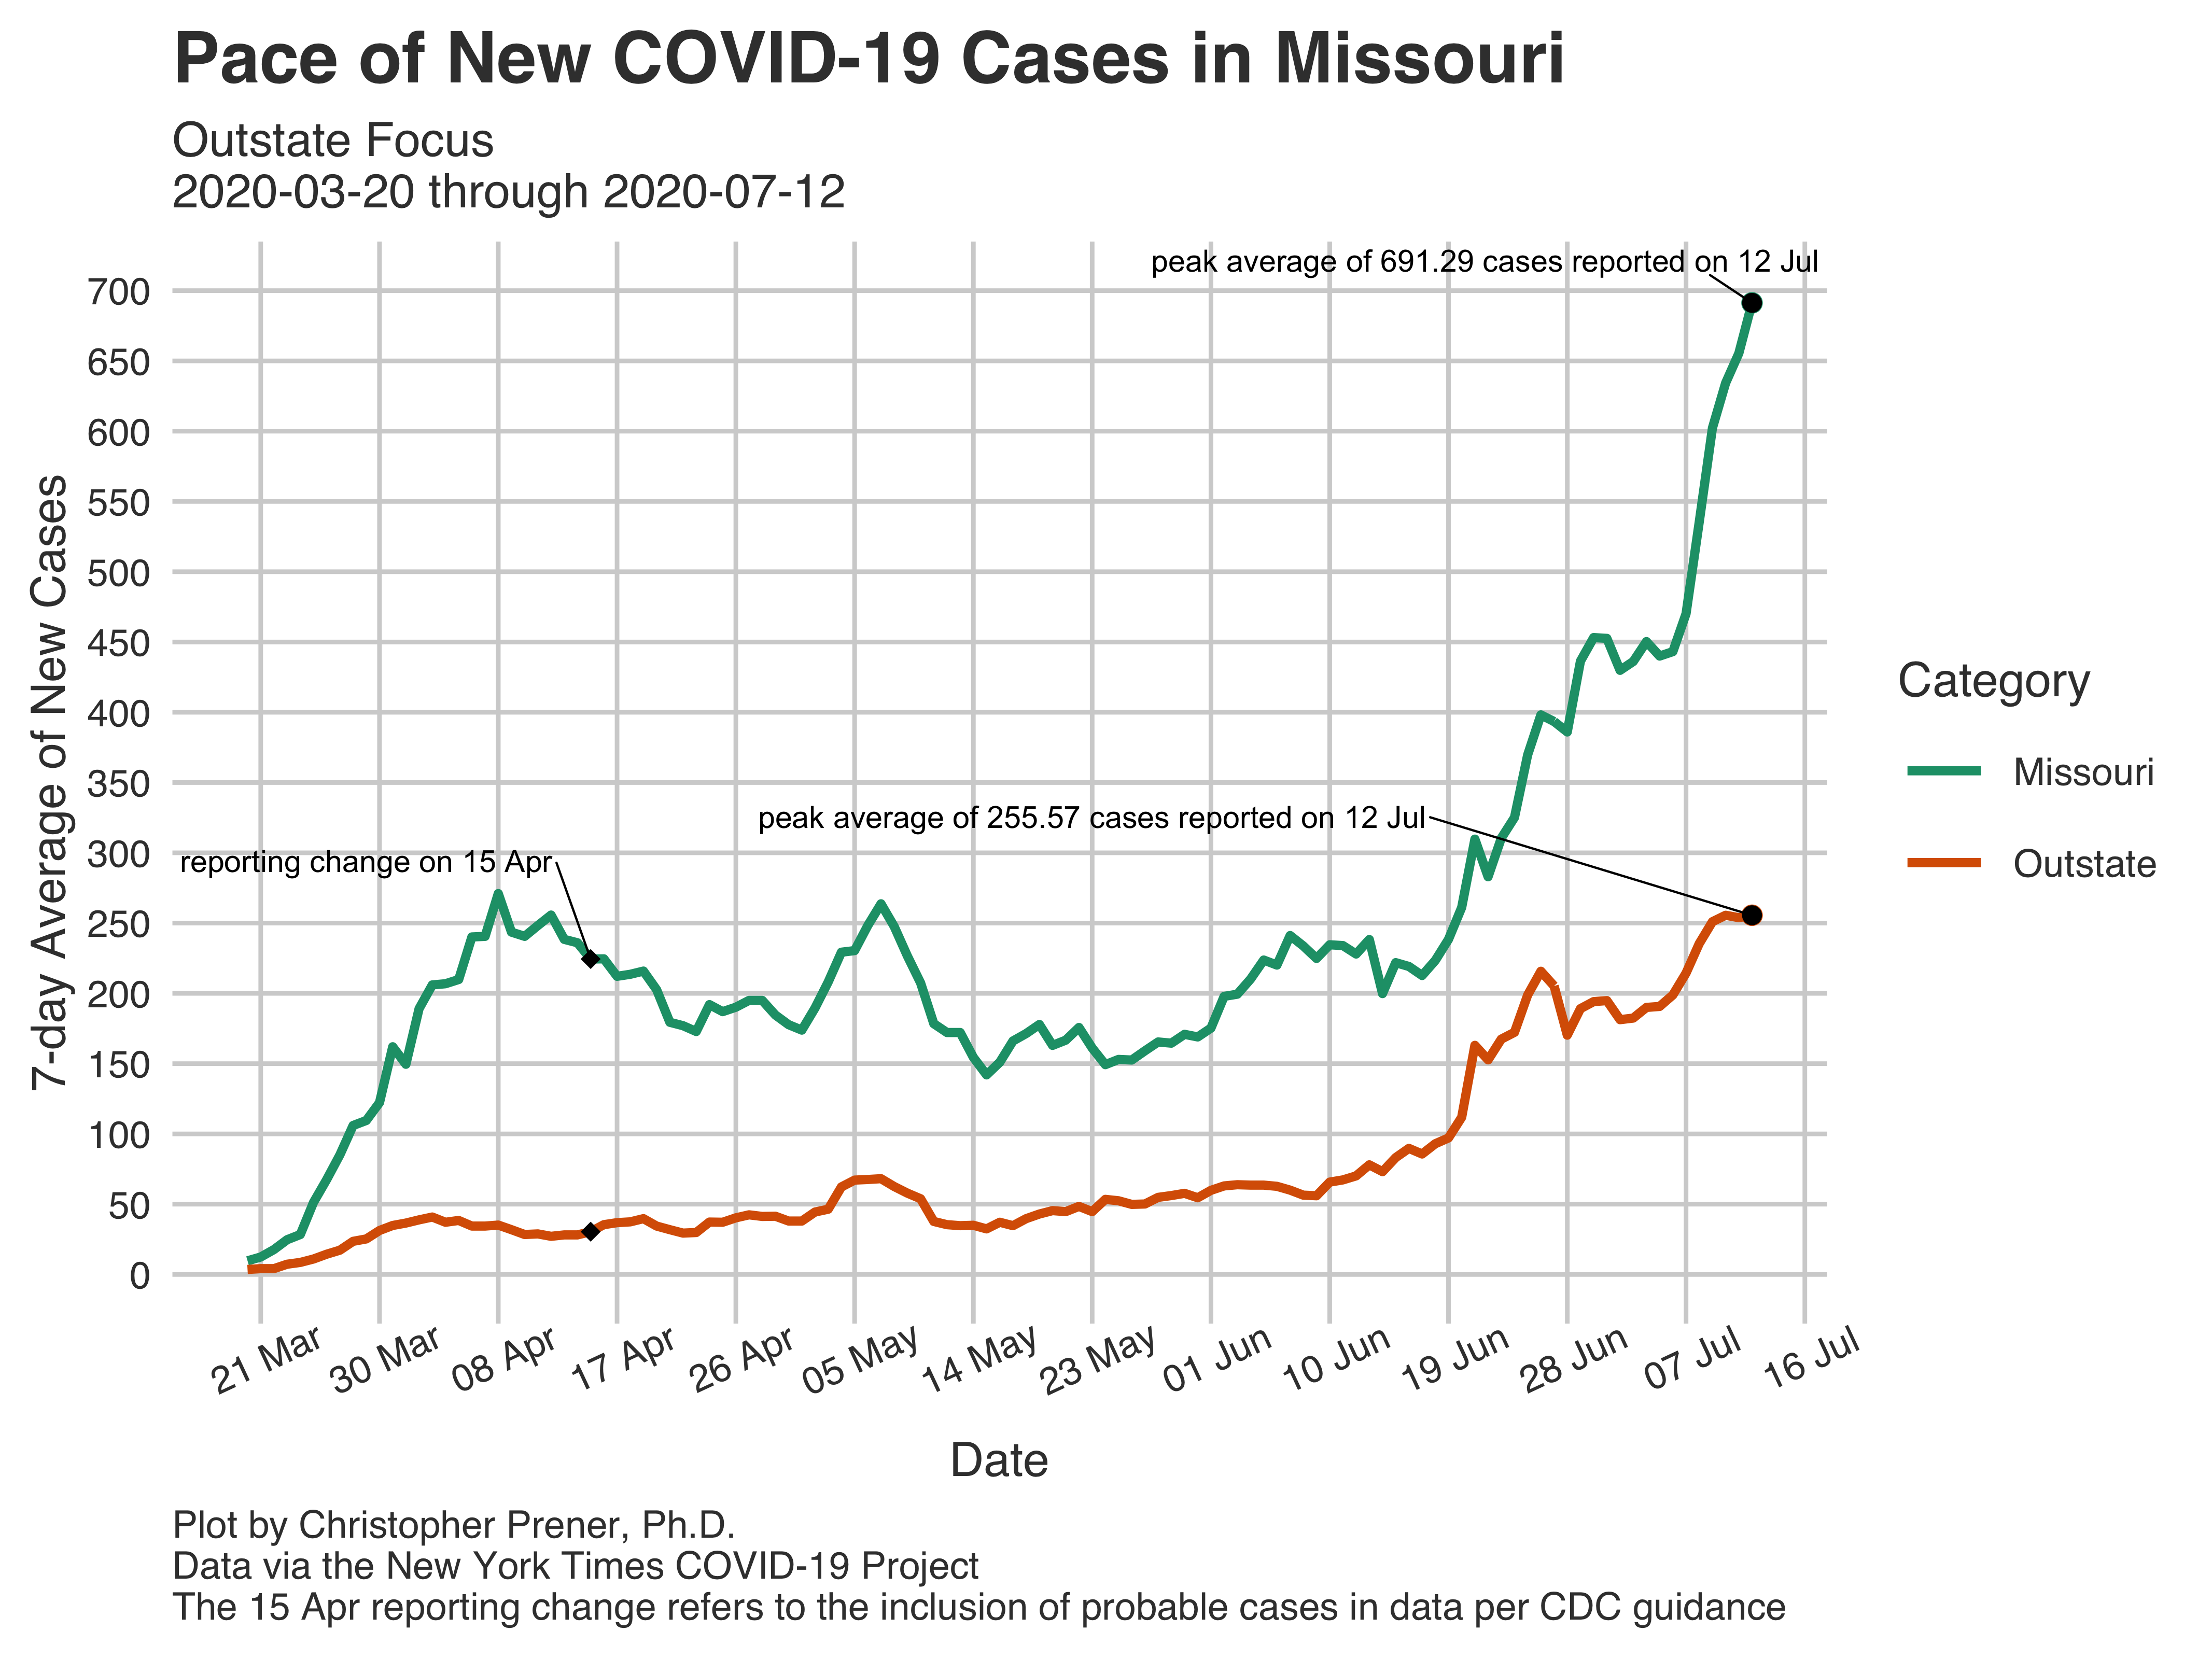 Pace of New COVID-19 Cases in Missouri
Outstate Focus
2020-03-20 through 2020-07-12
peak average of 691.29 cases reported on 12 Jul
peak average of 255.57 cases reported on 12 Jul
reporting change on 15 Apr
7-day Average of New Cases
700
650
600
550
500
450
400
350
300
250
200
150
100
50
0
21 Mar
30 Mar
08 Apr
17 Apr
26 Apr
05 May
14 May
23 May
01 Jun
10 Jun
19 Jun
28 Jun
07 Jul
16 Jul
Date
Category
Missouri
Outstate
Plot by Christopher Prener, Ph.D.
Data via the New York Times COVID-19 Project
The 15 Apr reporting change refers to the inclusion of probable cases in data per CDC guidance